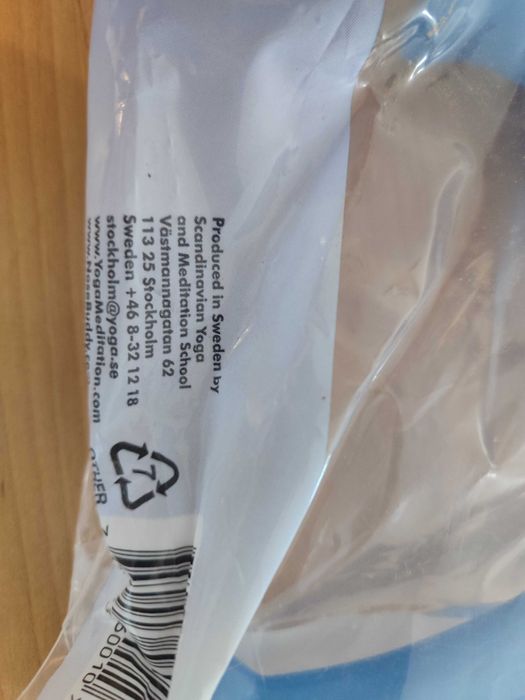 Produced in Sweden by
Scandinavian Yoga
and Meditation School
Västmannagatan 62
113 25 Stockholm
Sweden +46 8-32 12 18
stockholm@yoga.se
www.YogaMeditation.com
7
OTHER
7